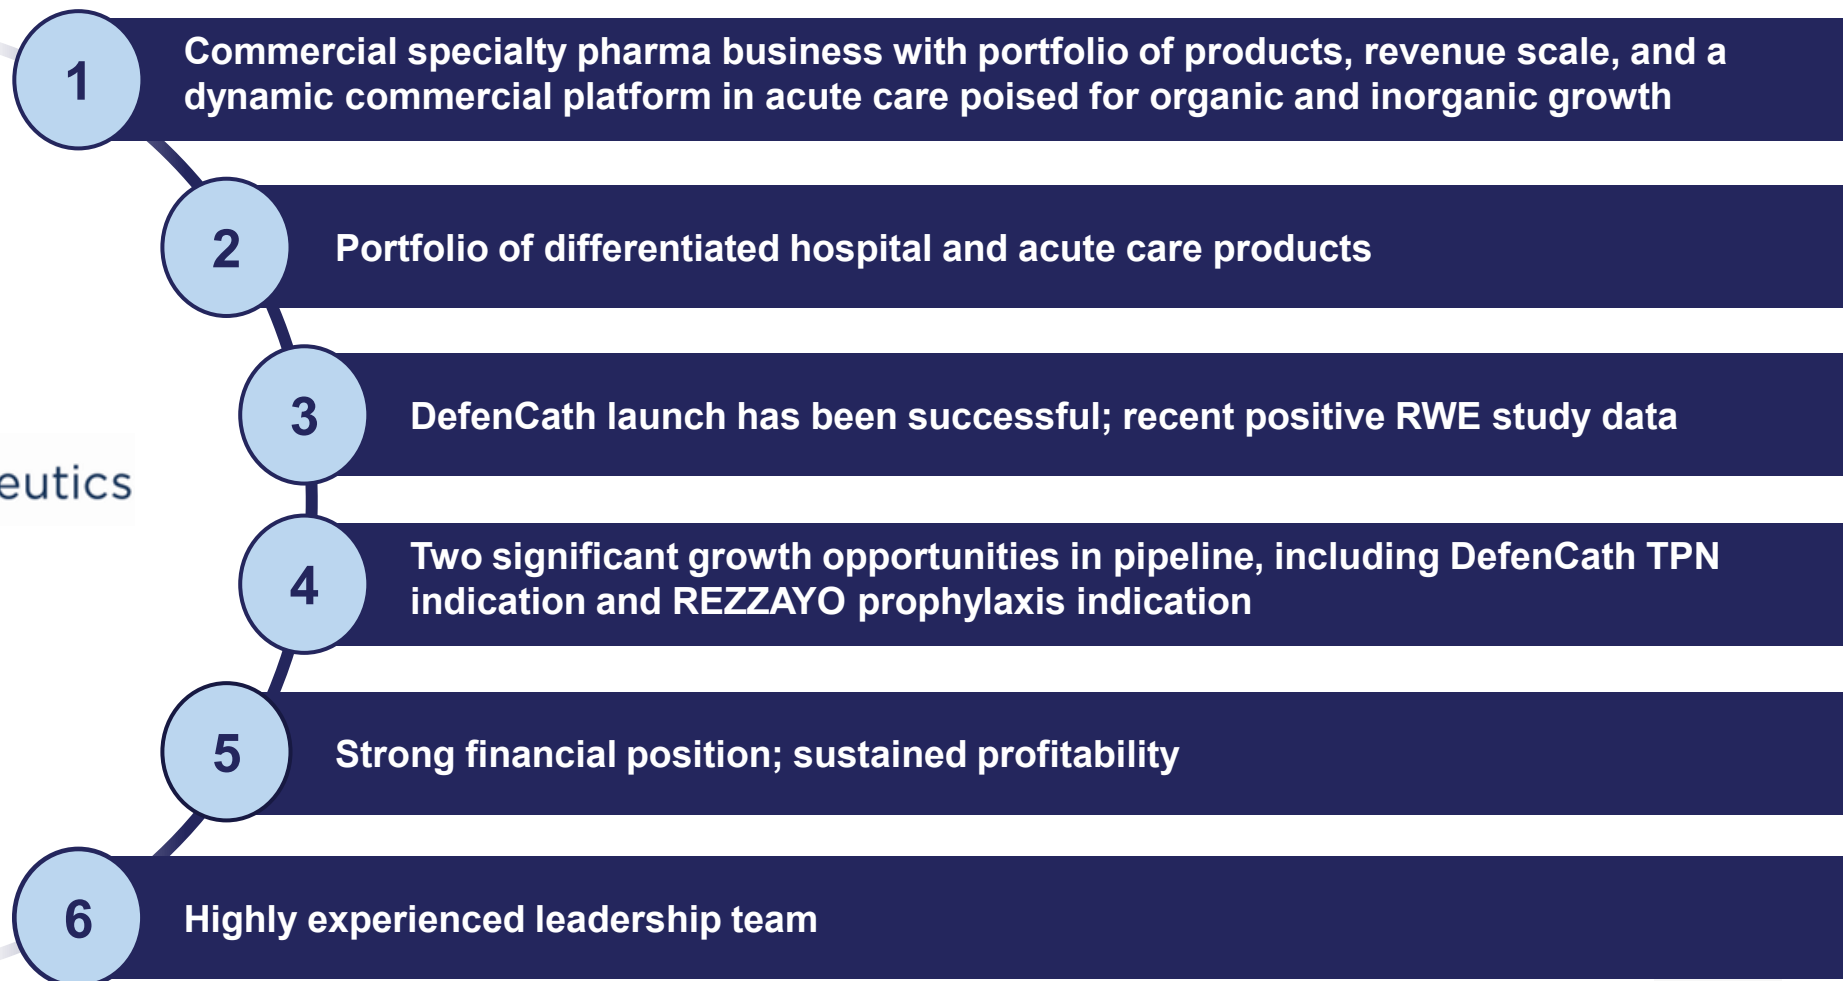 1
Commercial specialty pharma business with portfolio of products, revenue scale, and a
dynamic commercial platform in acute care poised for organic and inorganic growth
2
Portfolio of differentiated hospital and acute care products
3
DefenCath launch has been successful; recent positive RWE study data
eutics
4
Two significant growth opportunities in pipeline, including DefenCath TPN
indication and REZZAYO prophylaxis indication
5
Strong financial position; sustained profitability
6
Highly experienced leadership team